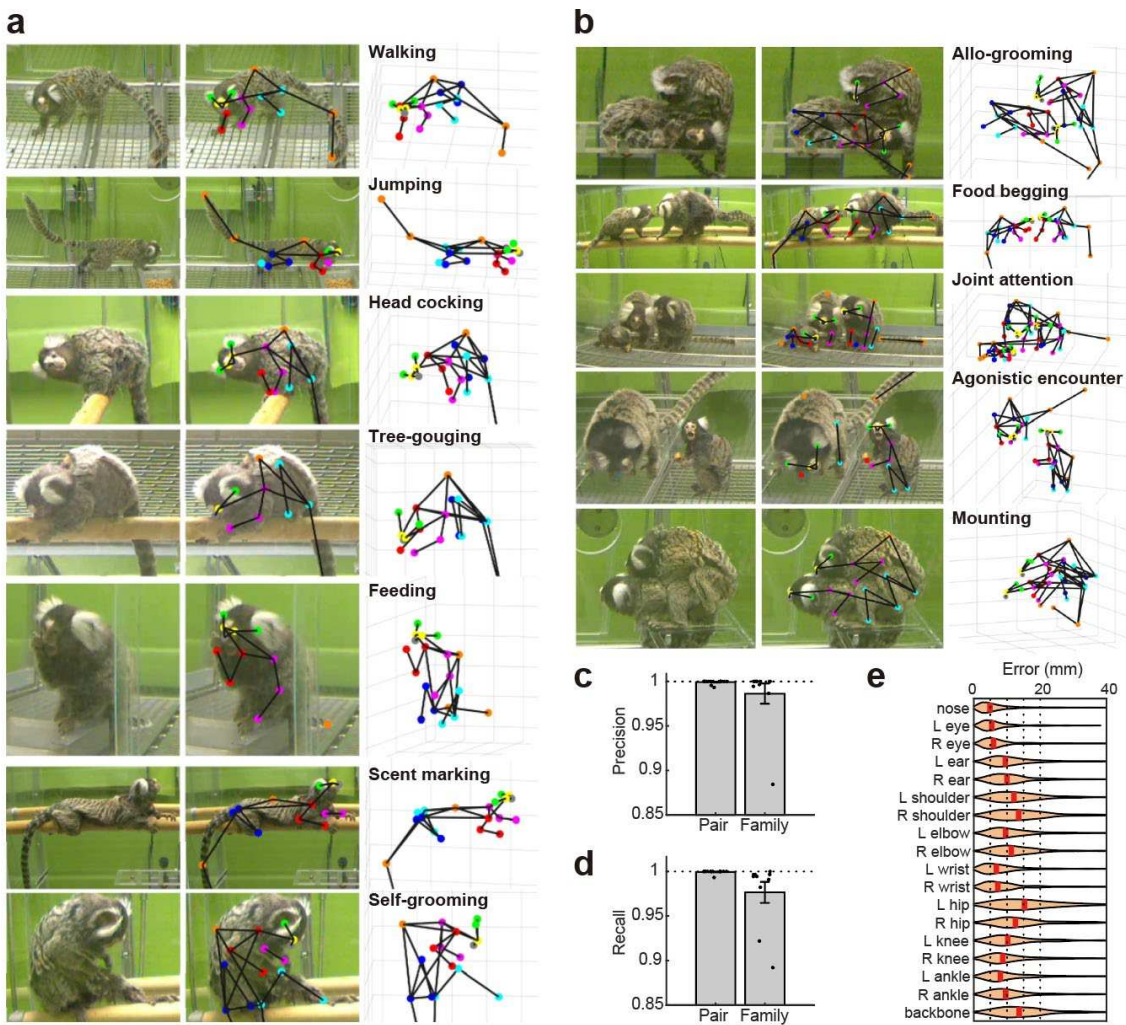 a
Walking
Jumping
Head cocking
Tree-gouging
Feeding
Scent marking
Self-grooming
b
Allo-grooming
Food begging
Joint attention
Agonistic encounter
Mounting
c
Precision
1
0.95
0.9
0.85
Pair Family
d
Recall
1
0.95
0.9
0.85
Pair Family
e
Error (mm)
0 20 40
nose
L eye
R eye
L ear
R ear
L shoulder
R shoulder
L elbow
R elbow
L wrist
R wrist
L hip
R hip
L knee
R knee
L ankle
R ankle
backbone